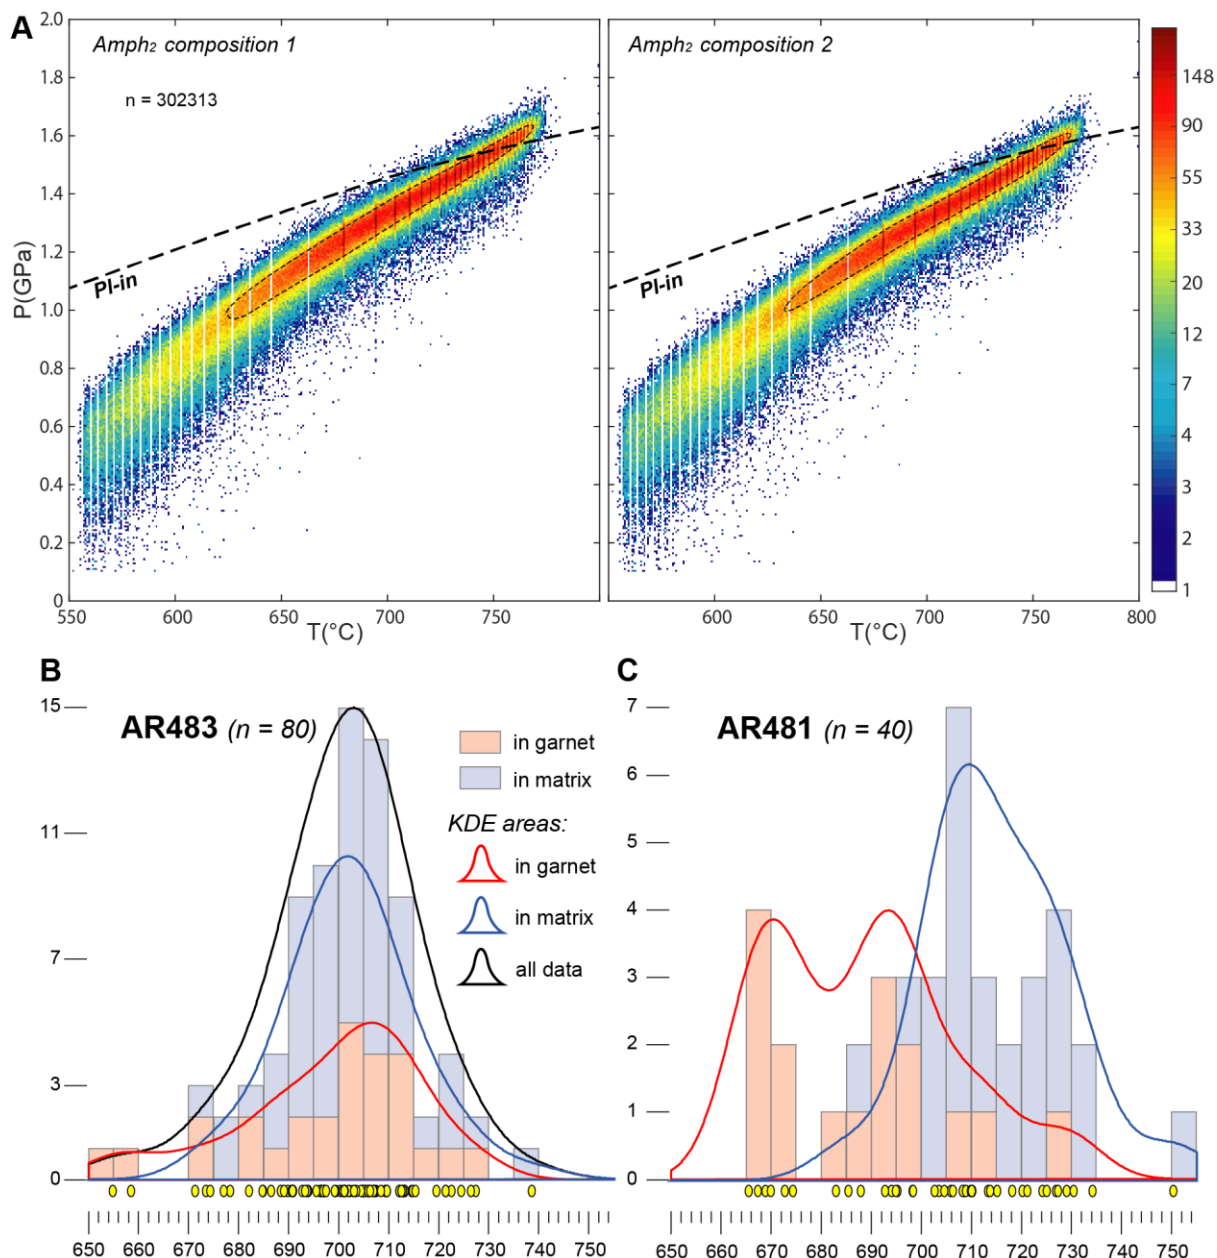 A
Amph₂ composition 1
Amph₂ composition 2
n = 302313
Pl-in
Pl-in
P(GPa)
2.0
1.8
1.6
1.4
1.2
1.0
0.8
0.6
0.4
0.2
0
550 600 650 700 750
T(°C)
600 650 700 750 800
T(°C)
148
90
55
33
20
12
7
4
3
2
1
B
AR483 (n = 80)
15
11
7
3
0
in garnet
in matrix
KDE areas:
in garnet
in matrix
all data
650 660 670 680 690 700 710 720 730 740 750
C
AR481 (n = 40)
7
6
5
4
3
2
1
0
650 660 670 680 690 700 710 720 730 740 750